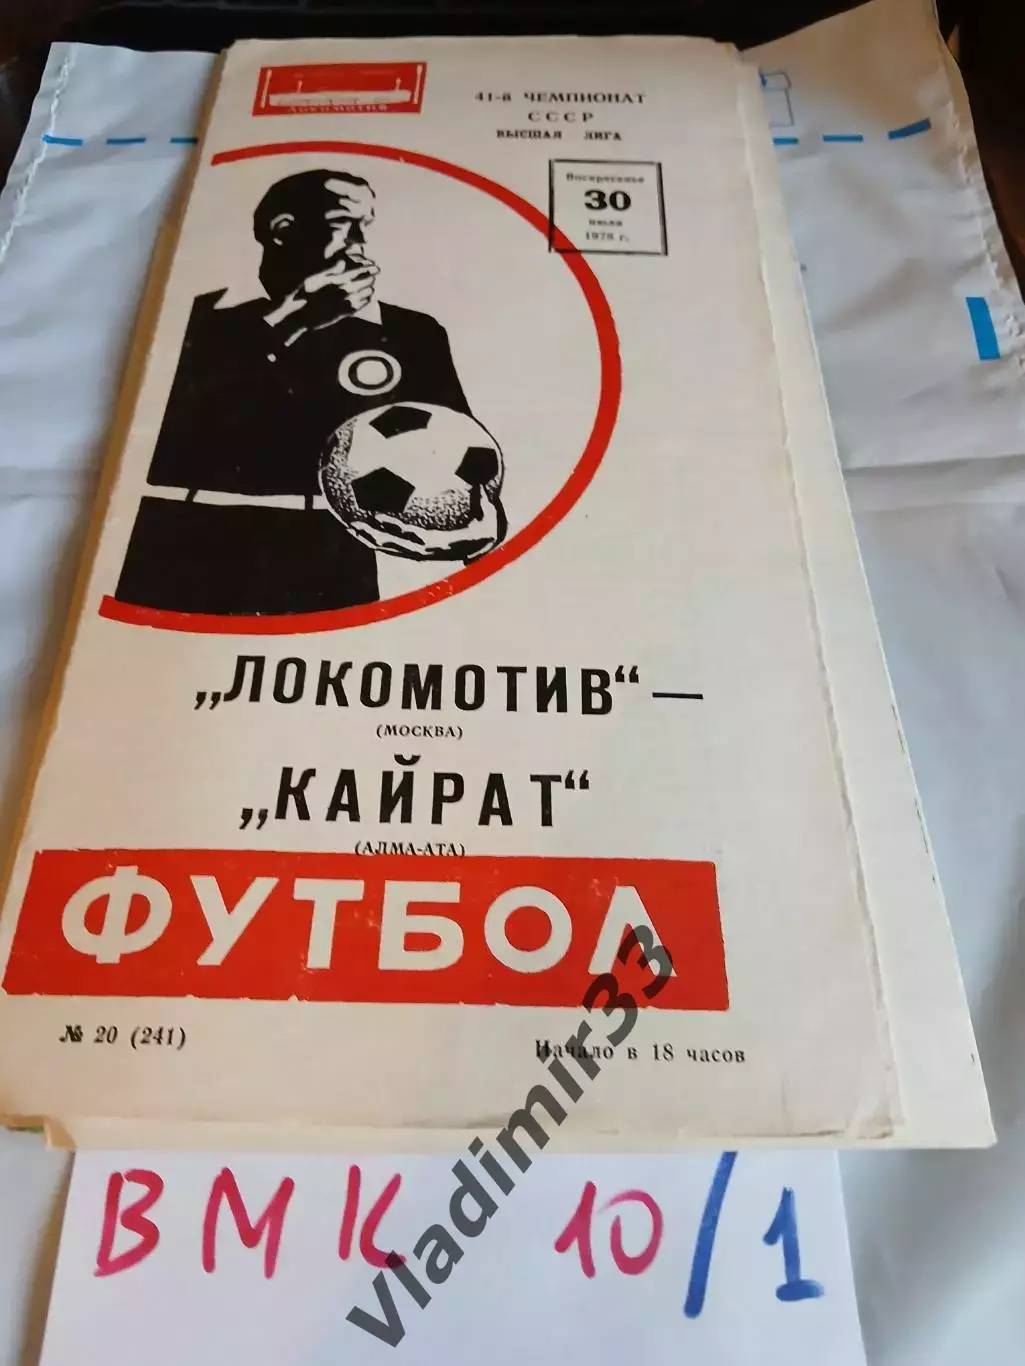 ЛОКОМОТИВ
41-й ЧЕМПИОНАТ
СССР
ВЫСШАЯ ЛИГА
Воскресенье
30
июля
1978 г.
„ЛОКОМОТИВ“ —
(МОСКВА)
„КАЙРАТ“
(АЛМА-АТА)
ФУТБОЛ
№ 20 (241)
Начало в 18 часов
ВМК 10/1
vladimir33